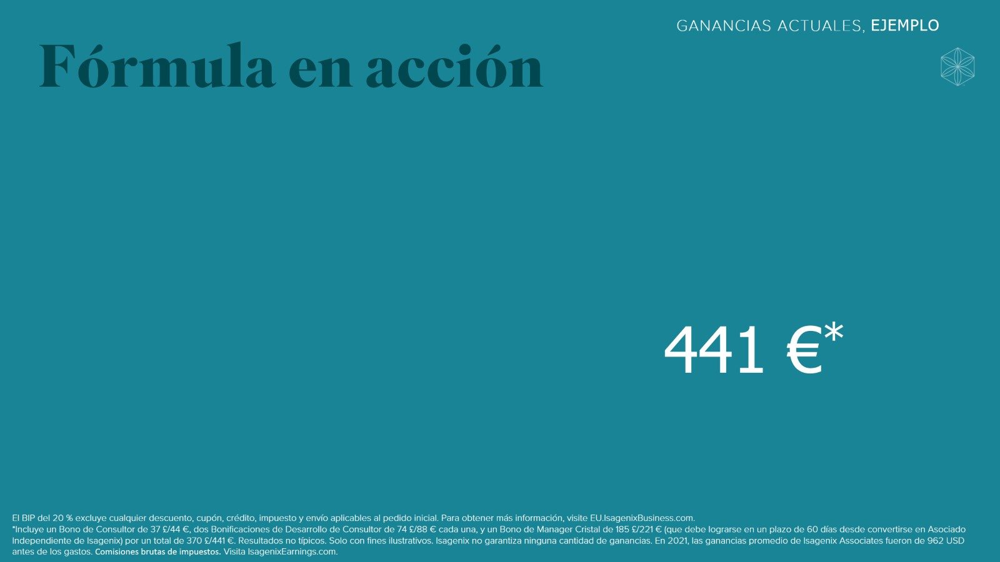 GANANCIAS ACTUALES, EJEMPLO
Fórmula en acción
441 €*
El BIP del 20 % excluye cualquier descuento, cupón, crédito, impuesto y envío aplicables al pedido inicial. Para obtener más información, visite EU.IsagenixBusiness.com.
*Incluye un Bono de Consultor de 37 £/44 €, dos Bonificaciones de Desarrollo de Consultor de 74 £/88 € cada una, y un Bono de Manager Cristal de 185 £/221 € (que debe lograrse en un plazo de 60 días desde convertirse en Asociado
Independiente de Isagenix) por un total de 370 £/441 €. Resultados no típicos. Solo con fines ilustrativos. Isagenix no garantiza ninguna cantidad de ganancias. En 2021, las ganancias promedio de Isagenix Associates fueron de 962 USD
antes de los gastos. Comisiones brutas de impuestos. Visita IsagenixEarnings.com.